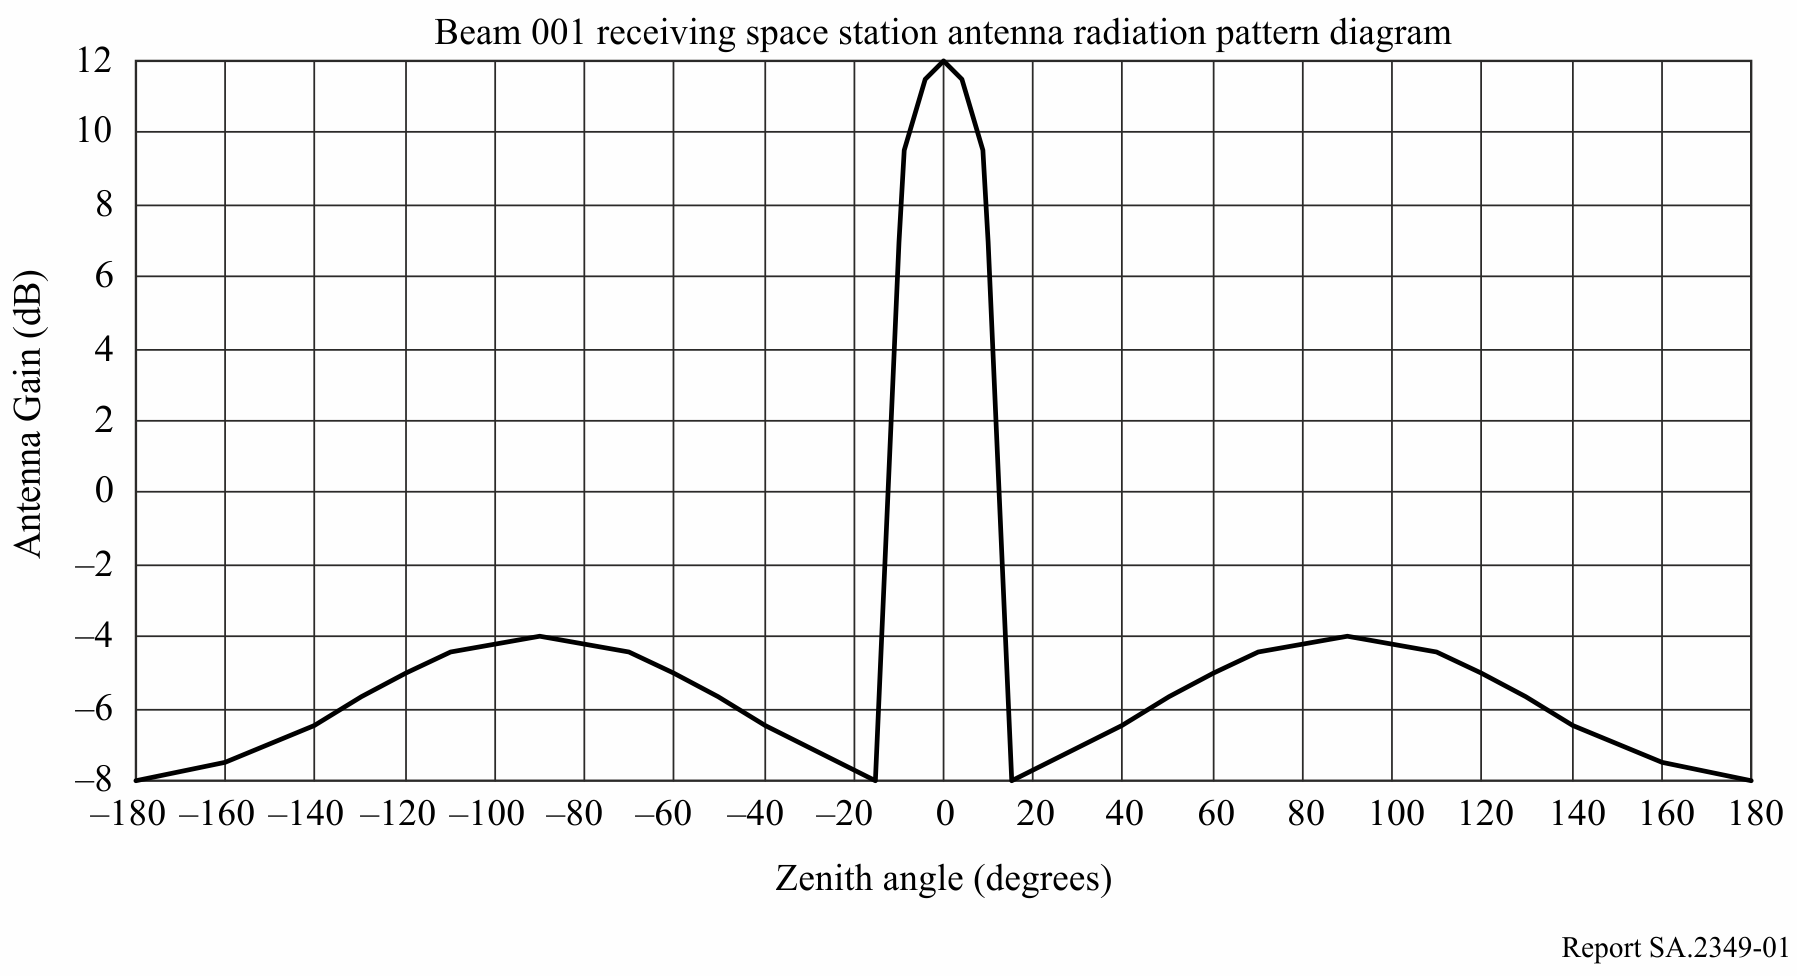 Beam 001 receiving space station antenna radiation pattern diagram
12
10
8
6
4
2
0
–2
–4
–6
–8
Antenna Gain (dB)
–180 –160 –140 –120 –100 –80 –60 –40 –20 0 20 40 60 80 100 120 140 160 180
Zenith angle (degrees)
Report SA.2349-01